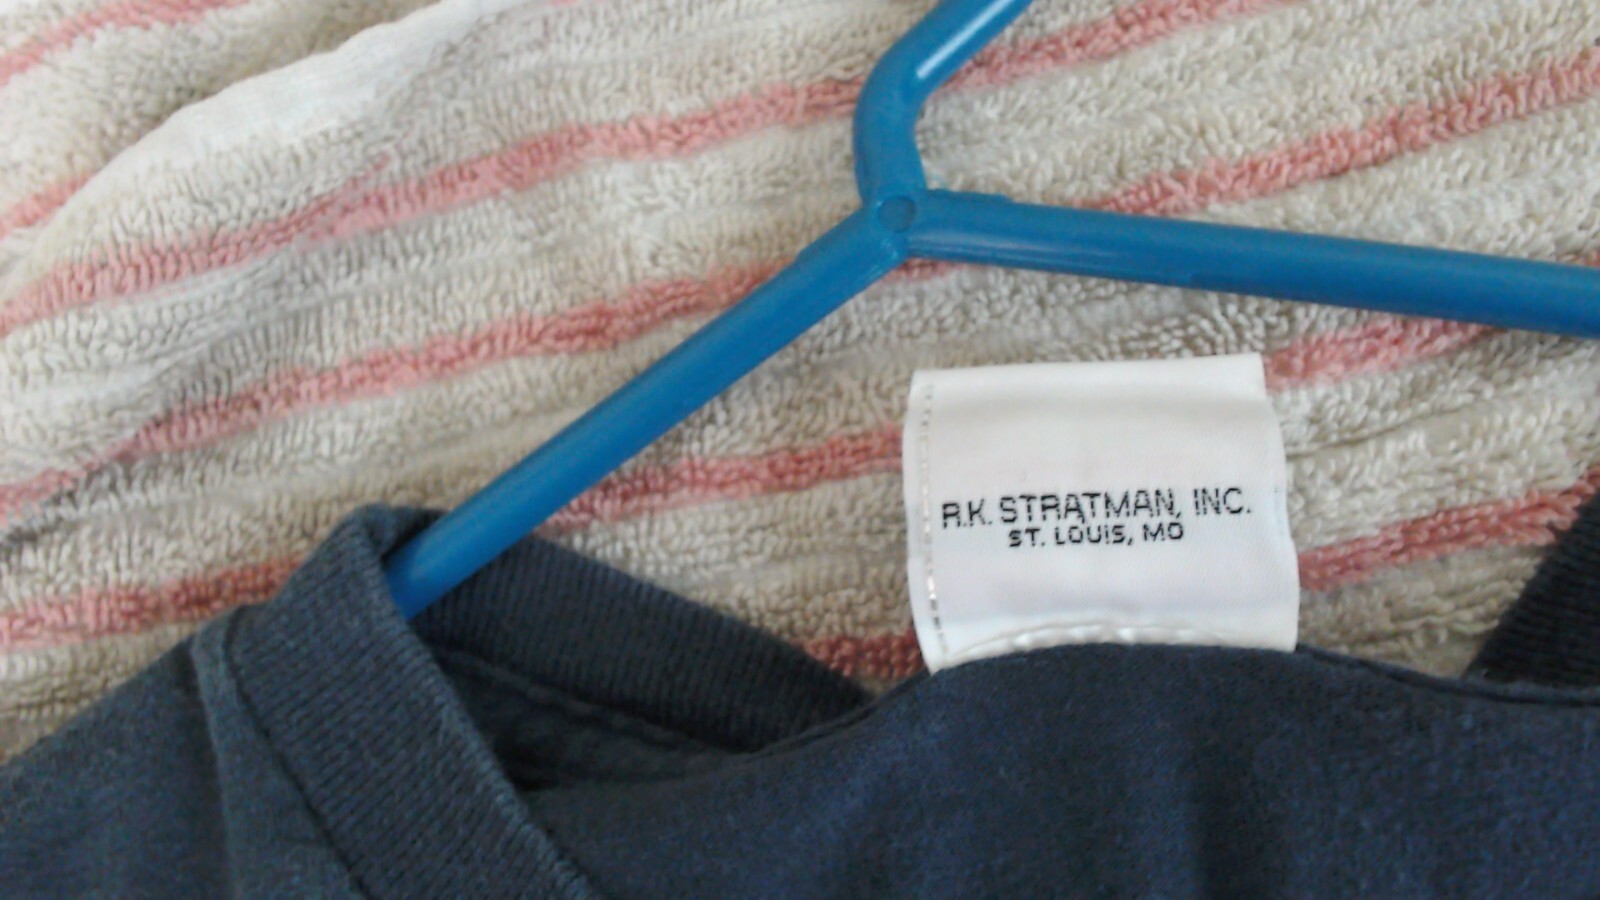 R.K. STRATMAN, INC.
ST. LOUIS, MO